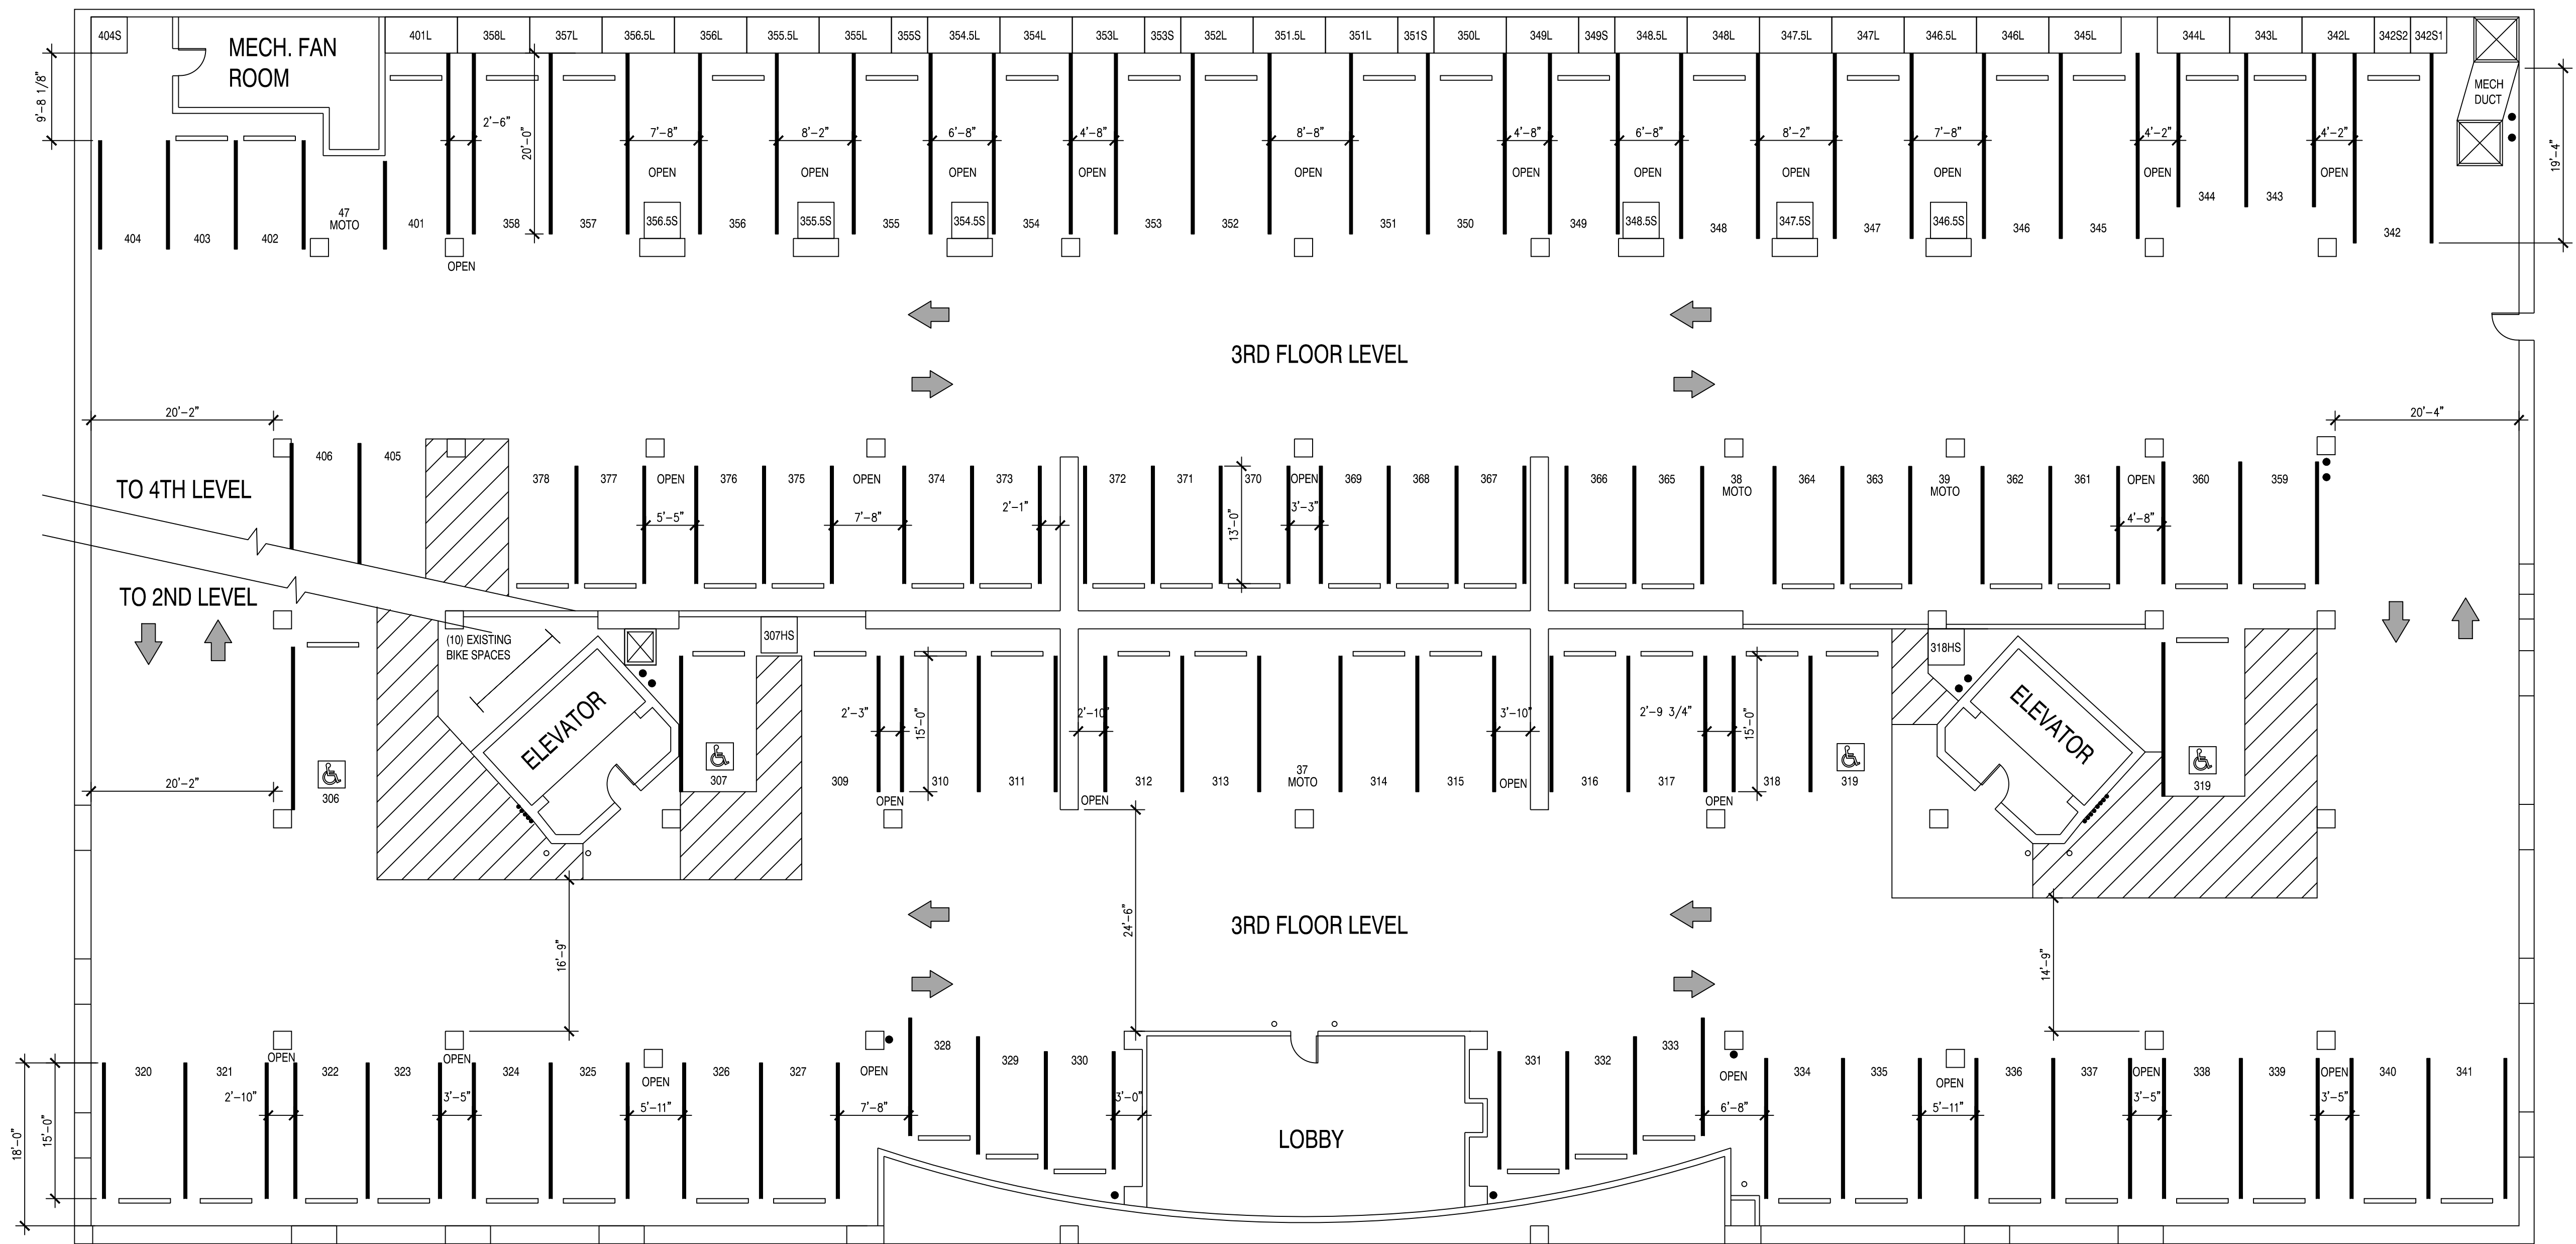 404S
MECH. FAN
ROOM
401L
358L
357L
356.5L
356L
355.5L
355L
355S
354.5L
354L
353L
353S
352L
351.5L
351L
351S
350L
349L
349S
348.5L
348L
347.5L
347L
346.5L
346L
345L
344L
343L
342L
342S2
342S1
MECH
DUCT
9'-8 1/8"
2'-6"
20'-0"
7'-8"
8'-2"
6'-8"
4'-8"
8'-8"
4'-8"
6'-8"
8'-2"
7'-8"
4'-2"
4'-2"
19'-4"
OPEN
OPEN
OPEN
OPEN
OPEN
OPEN
OPEN
OPEN
OPEN
OPEN
OPEN
404
403
402
47
MOTO
401
358
357
356.5S
356
355.5S
355
354.5S
354
353
352
351
350
349
348.5S
348
347.5S
347
346.5S
346
345
344
343
342
OPEN
3RD FLOOR LEVEL
20'-2"
20'-4"
406
405
378
377
OPEN
376
375
OPEN
374
373
372
371
370
OPEN
369
368
367
366
365
38
MOTO
364
363
39
MOTO
362
361
OPEN
360
359
TO 4TH LEVEL
5'-5"
7'-8"
2'-1"
13'-0"
3'-3"
4'-8"
TO 2ND LEVEL
(10) EXISTING
BIKE SPACES
307HS
318HS
ELEVATOR
ELEVATOR
2'-3"
15'-0"
2'-10"
3'-10"
2'-9 3/4"
15'-0"
20'-2"
306
307
309
310
311
312
313
37
MOTO
314
315
OPEN
316
317
318
319
319
OPEN
OPEN
OPEN
16'-9"
24'-6"
3RD FLOOR LEVEL
14'-9"
320
321
OPEN
322
323
OPEN
324
325
OPEN
326
327
OPEN
328
329
330
331
332
333
OPEN
334
335
OPEN
336
337
OPEN
338
339
OPEN
340
341
18'-0"
15'-0"
2'-10"
3'-5"
5'-11"
7'-8"
3'-0"
6'-8"
5'-11"
3'-5"
3'-5"
LOBBY